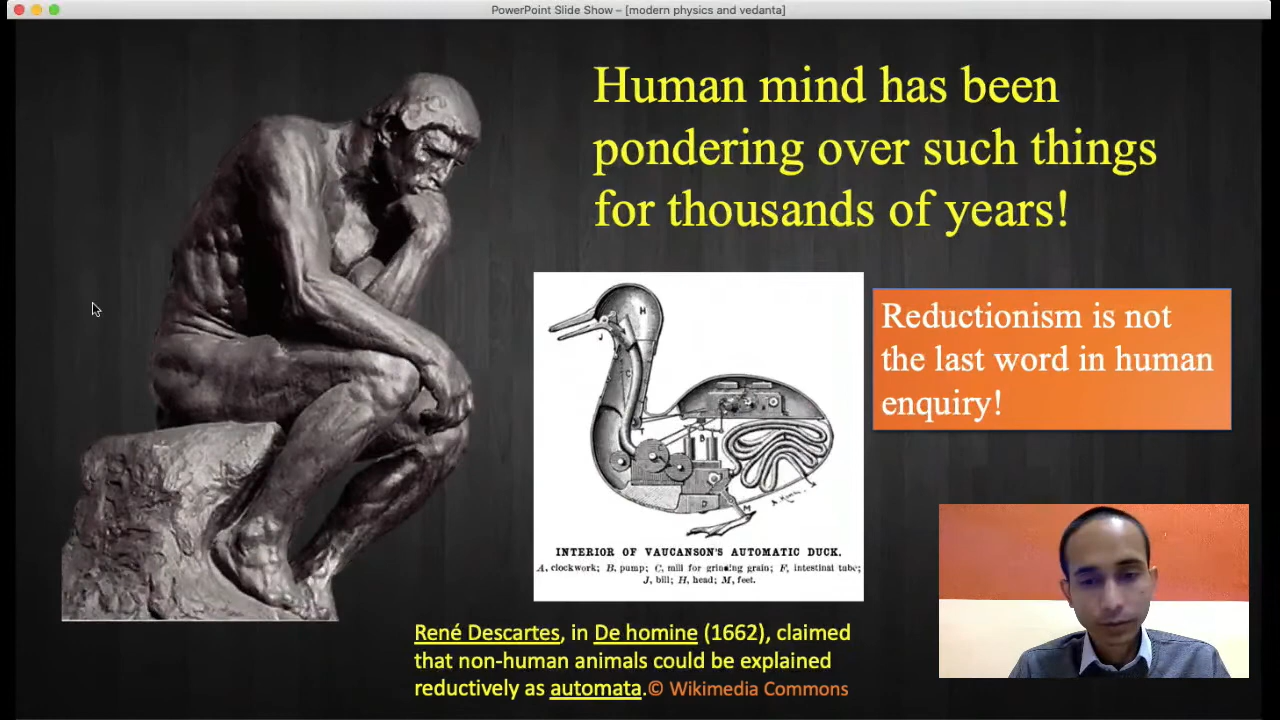 PowerPoint Slide Show – [modern physics and vedanta]
Human mind has been
pondering over such things
for thousands of years!
Reductionism is not
the last word in human
enquiry!
INTERIOR OF VAUCANSON'S AUTOMATIC DUCK.
A, clockwork; B, pump; C, mill for grinding grain; F, intestinal tube;
J, bill; H, head; M, feet.
René Descartes, in De homine (1662), claimed
that non-human animals could be explained
reductively as automata.© Wikimedia Commons